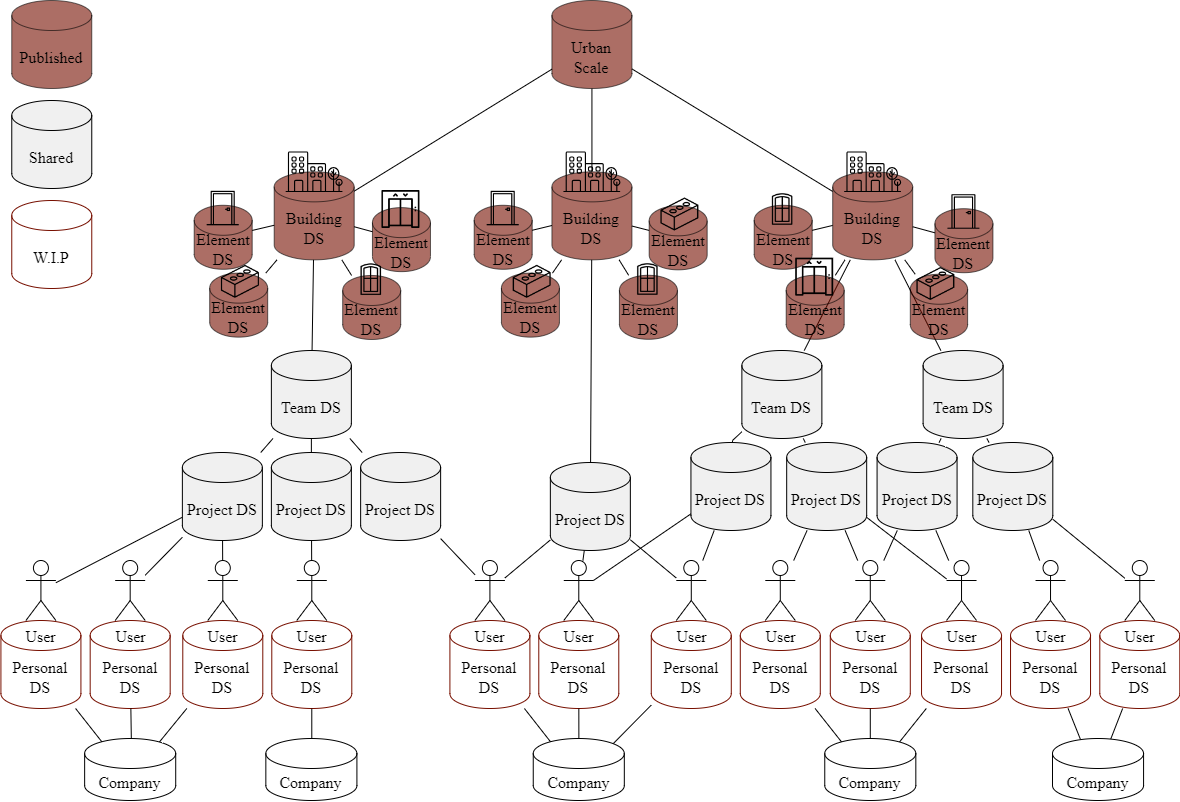 Published
Shared
W.I.P
Urban
Scale
Building
DS
Element
DS
Element
DS
Element
DS
Element
DS
Building
DS
Element
DS
Element
DS
Element
DS
Element
DS
Building
DS
Element
DS
Element
DS
Element
DS
Element
DS
Team DS
Team DS
Team DS
Project DS
Project DS
Project DS
Project DS
Project DS
Project DS
Project DS
Project DS
User
Personal
DS
User
Personal
DS
User
Personal
DS
User
Personal
DS
User
Personal
DS
User
Personal
DS
User
Personal
DS
User
Personal
DS
User
Personal
DS
User
Personal
DS
User
Personal
DS
User
Personal
DS
Company
Company
Company
Company
Company